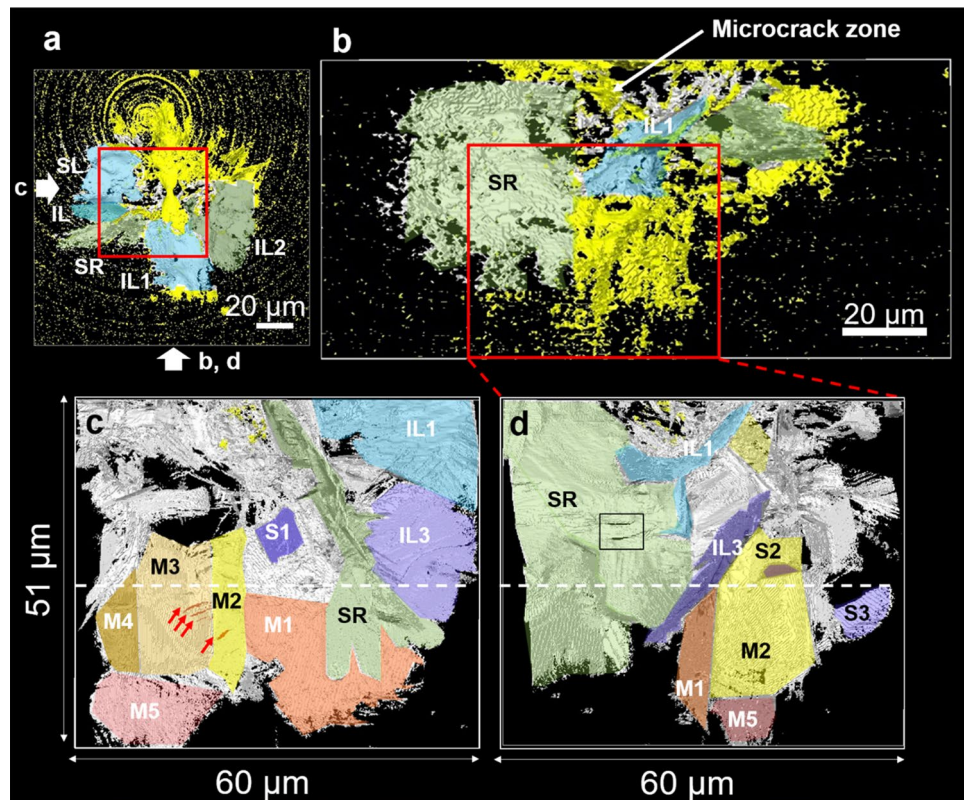 a
b
Microcrack zone
c
SL
IL
SR
IL1
IL2
20 µm
b, d
SR
IL1
20 µm
c
IL1
S1
IL3
M3
M2
M4
M1
SR
M5
51 µm
60 µm
d
SR
IL1
IL3
S2
S3
M2
M1
M5
60 µm